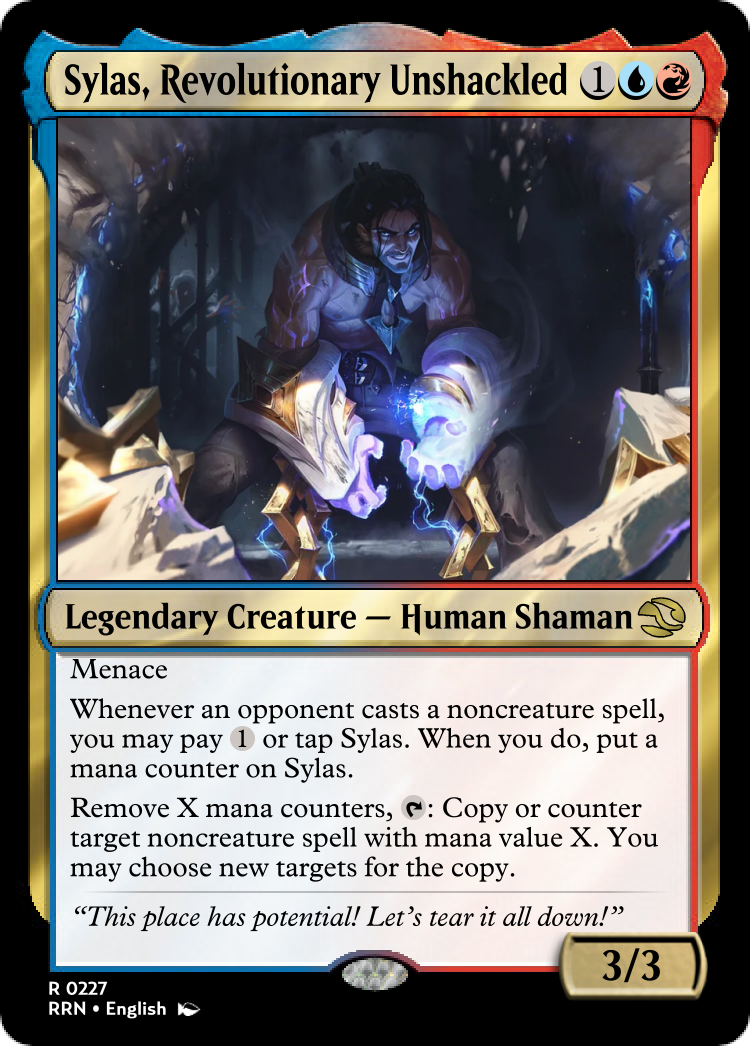 Sylas, Revolutionary Unshackled 1
Legendary Creature — Human Shaman
Menace
Whenever an opponent casts a noncreature spell,
you may pay 1 or tap Sylas. When you do, put a
mana counter on Sylas.
Remove X mana counters, : Copy or counter
target noncreature spell with mana value X. You
may choose new targets for the copy.
“This place has potential! Let’s tear it all down!”
3/3
R 0227
RRN • English